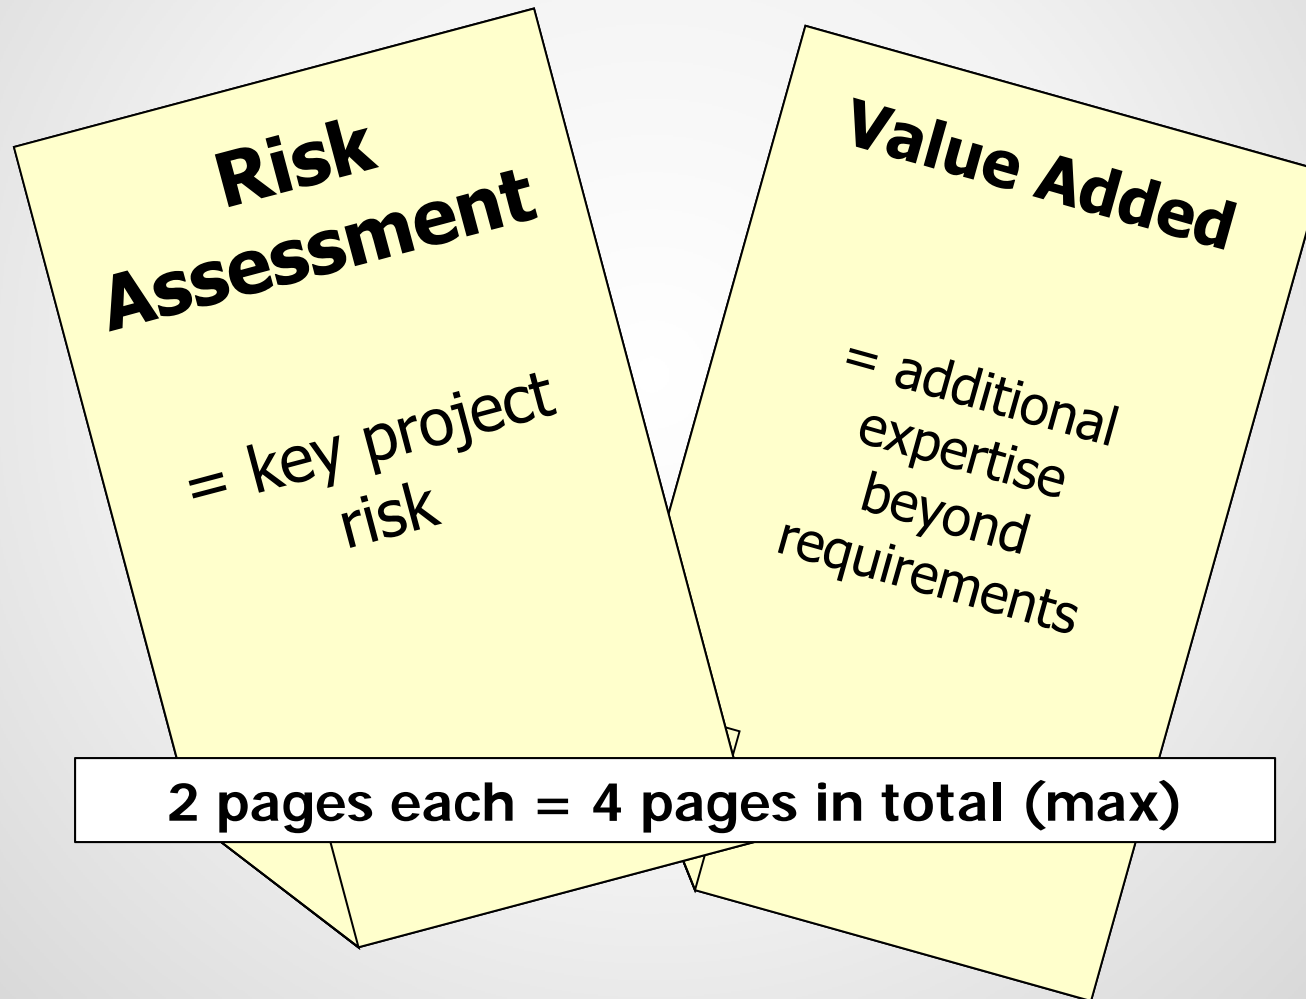 Risk
Assessment
= key project
risk
Value Added
= additional
expertise
beyond
requirements
2 pages each = 4 pages in total (max)